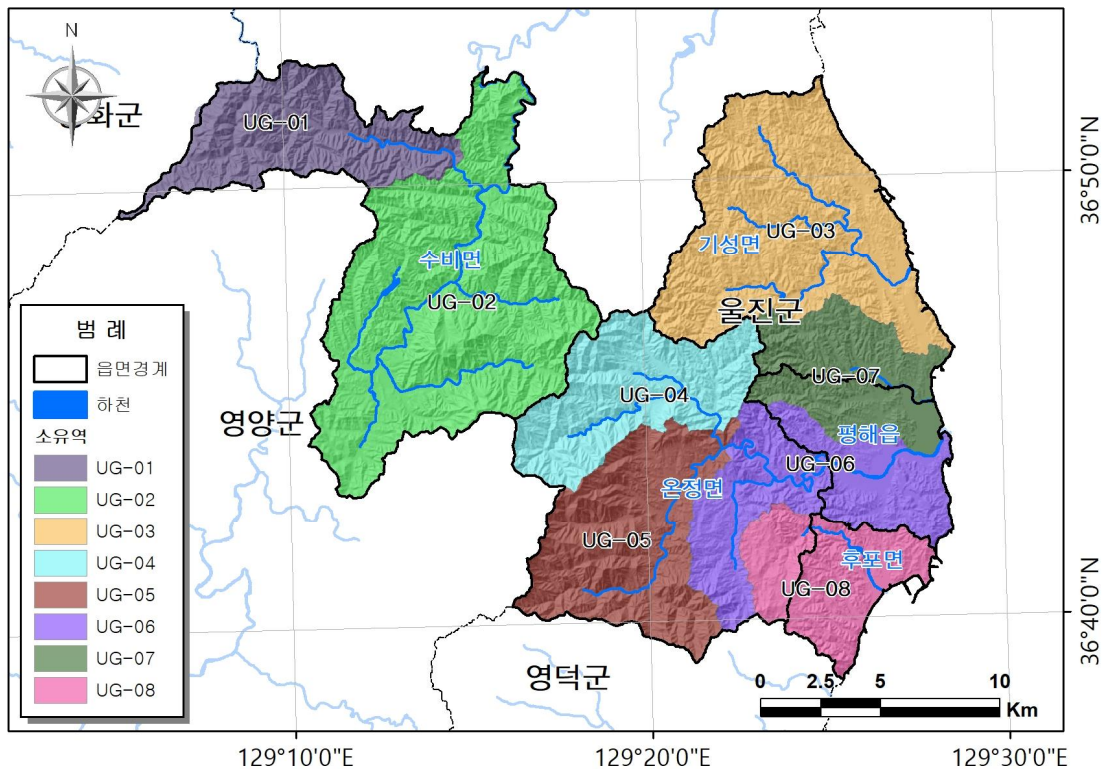 N
화군
UG-01
수비먼
UG-02
영양군
기성면
UG-03
울진군
UG-04
UG-07
평해읍
UG-06
온정면
UG-05
후포면
UG-08
영덕군
36°50'0"N
36°40'0"N
129°10'0"E
129°20'0"E
129°30'0"E
0 2.5 5 10
Km
범 례
읍면경계
하천
소유역
UG-01
UG-02
UG-03
UG-04
UG-05
UG-06
UG-07
UG-08